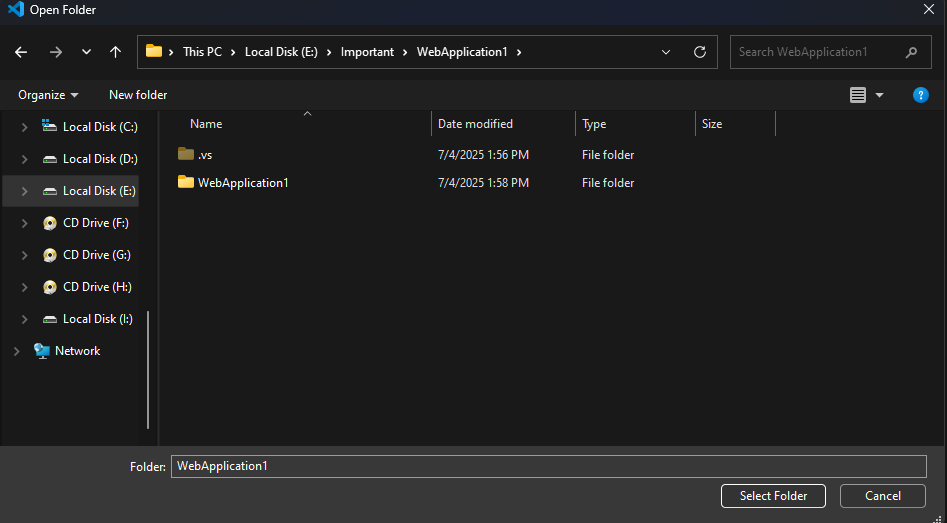 Open Folder
This PC Local Disk (E:) Important WebApplication1
Search WebApplication1
Organize New folder
?
Name Date modified Type Size
Local Disk (C:)
Local Disk (D:)
Local Disk (E:)
CD Drive (F:)
CD Drive (G:)
CD Drive (H:)
Local Disk (I:)
Network
.vs 7/4/2025 1:56 PM File folder
WebApplication1 7/4/2025 1:58 PM File folder
Folder: WebApplication1
Select Folder Cancel